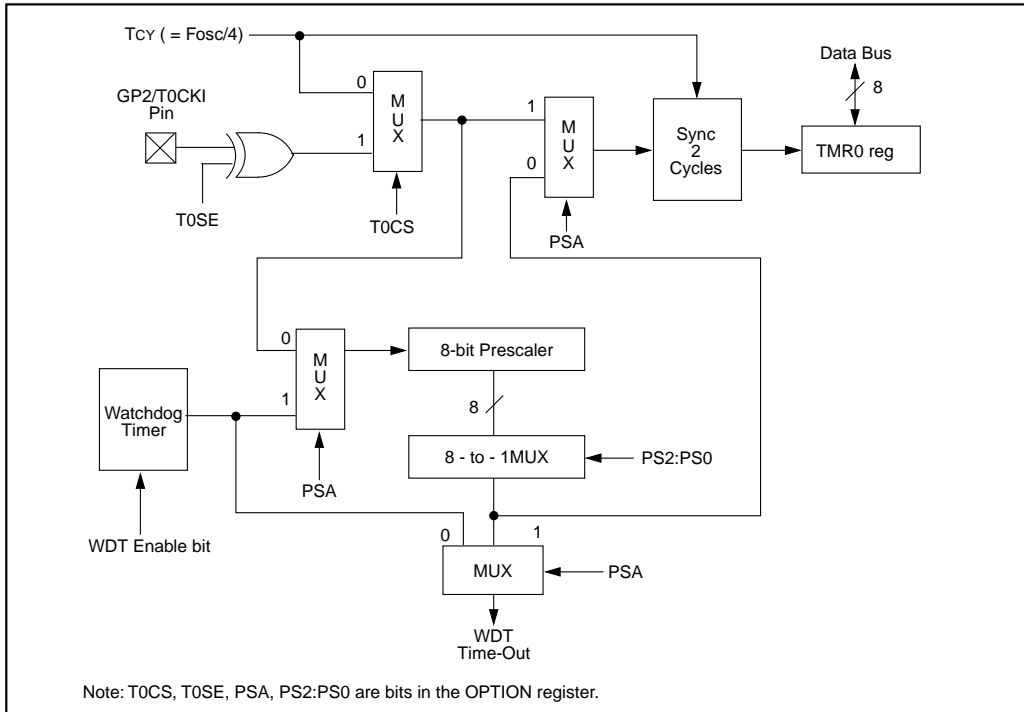 TCY ( = Fosc/4)
Data Bus
8
GP2/T0CKI
Pin
0
1
M
U
X
T0SE
T0CS
1
0
M
U
X
PSA
Sync
2
Cycles
TMR0 reg
0
1
M
U
X
PSA
8-bit Prescaler
8
8 - to - 1MUX
PS2:PS0
Watchdog
Timer
WDT Enable bit
0
1
MUX
PSA
WDT
Time-Out
Note: T0CS, T0SE, PSA, PS2:PS0 are bits in the OPTION register.